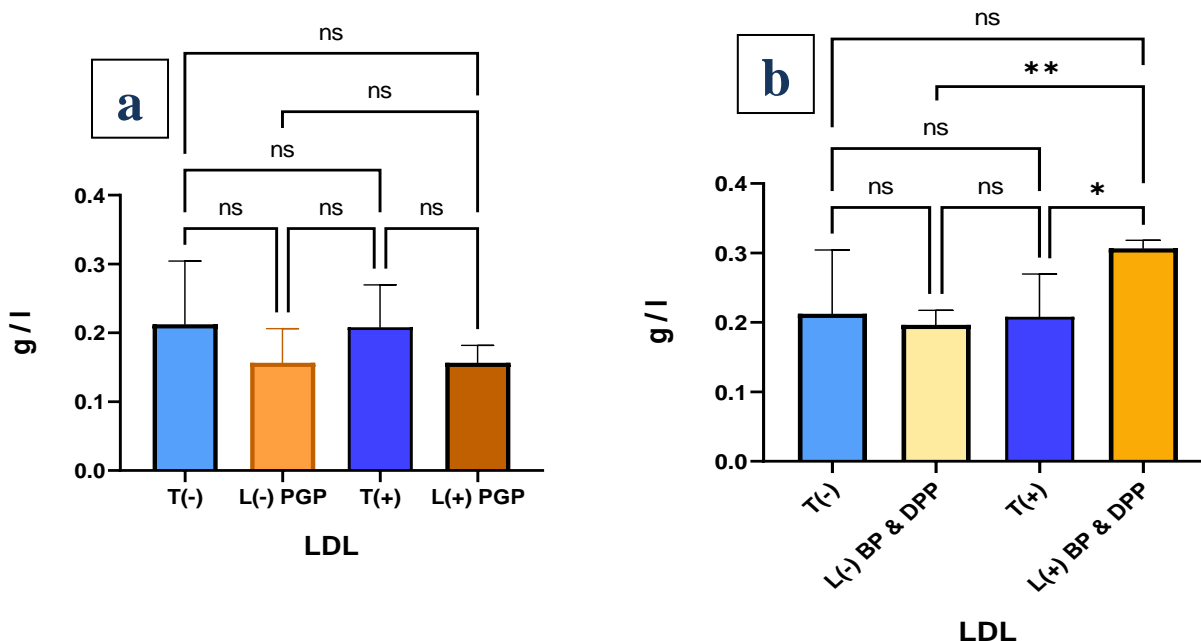 a
ns
ns
ns
ns
ns
ns
g / l
0.4
0.3
0.2
0.1
0.0
T(-)
L(-) PGP
T(+)
L(+) PGP
LDL
b
ns
**
ns
ns
ns
*
g / l
0.4
0.3
0.2
0.1
0.0
T(-)
L(-) BP & DPP
T(+)
L(+) BP & DPP
LDL